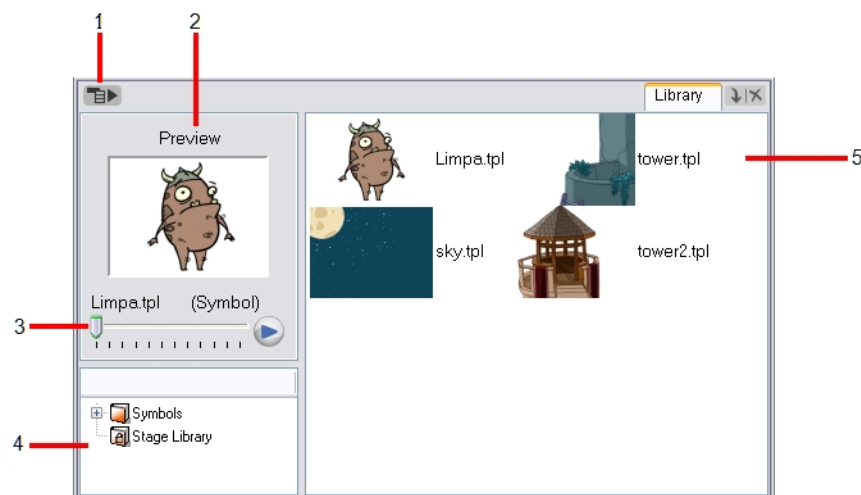 1
2
Library
Preview
Limpa.tpl
tower.tpl
5
sky.tpl
tower2.tpl
Limpa.tpl (Symbol)
3
Symbols
Stage Library
4